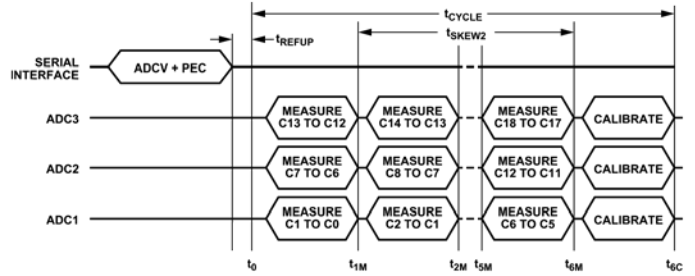 tCYCLE
tREFUP
tSKEW2
SERIAL
INTERFACE
ADCV + PEC
ADC3
MEASURE
C13 TO C12
MEASURE
C14 TO C13
MEASURE
C18 TO C17
CALIBRATE
ADC2
MEASURE
C7 TO C6
MEASURE
C8 TO C7
MEASURE
C12 TO C11
CALIBRATE
ADC1
MEASURE
C1 TO C0
MEASURE
C2 TO C1
MEASURE
C6 TO C5
CALIBRATE
t0
t1M
t2M
t5M
t6M
t6C